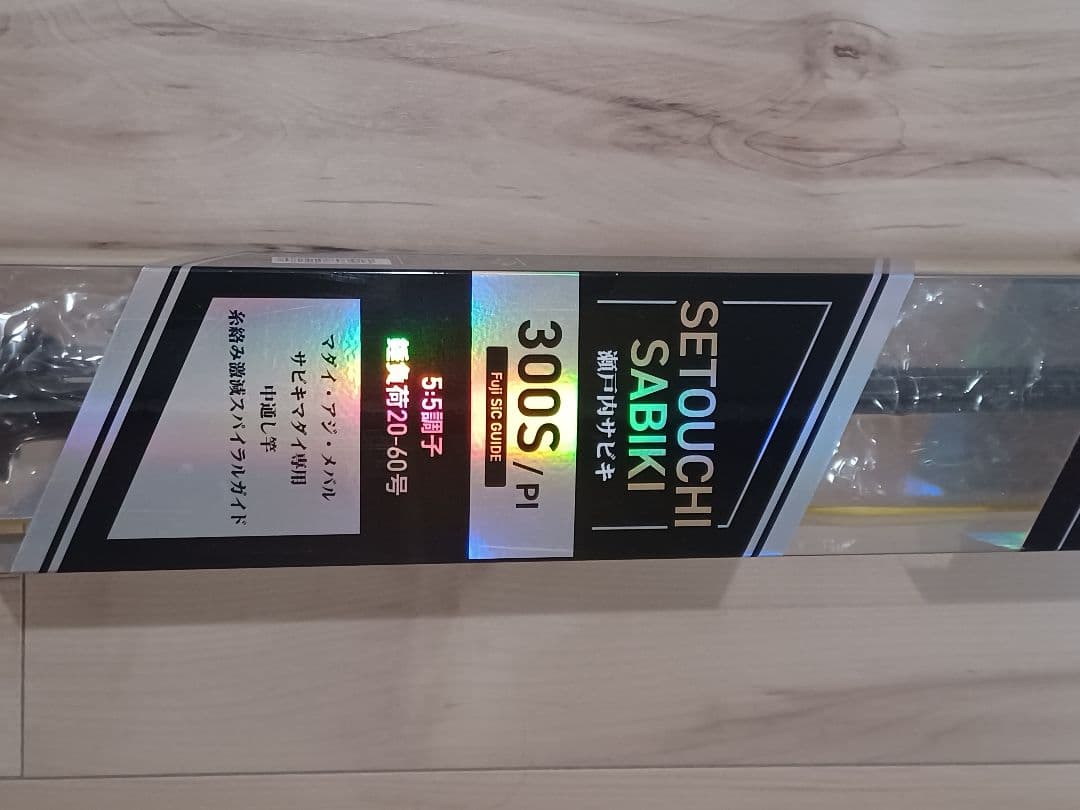 SETOUCHI
SABIKI
瀬戸内サビキ
300S/PI
Fuji SiC GUIDE
5:5調子
錘負荷20-60号
マダイ・アジ・メバル
サビキマダイ専用
中通し竿
糸絡み激減スパイラルガイド